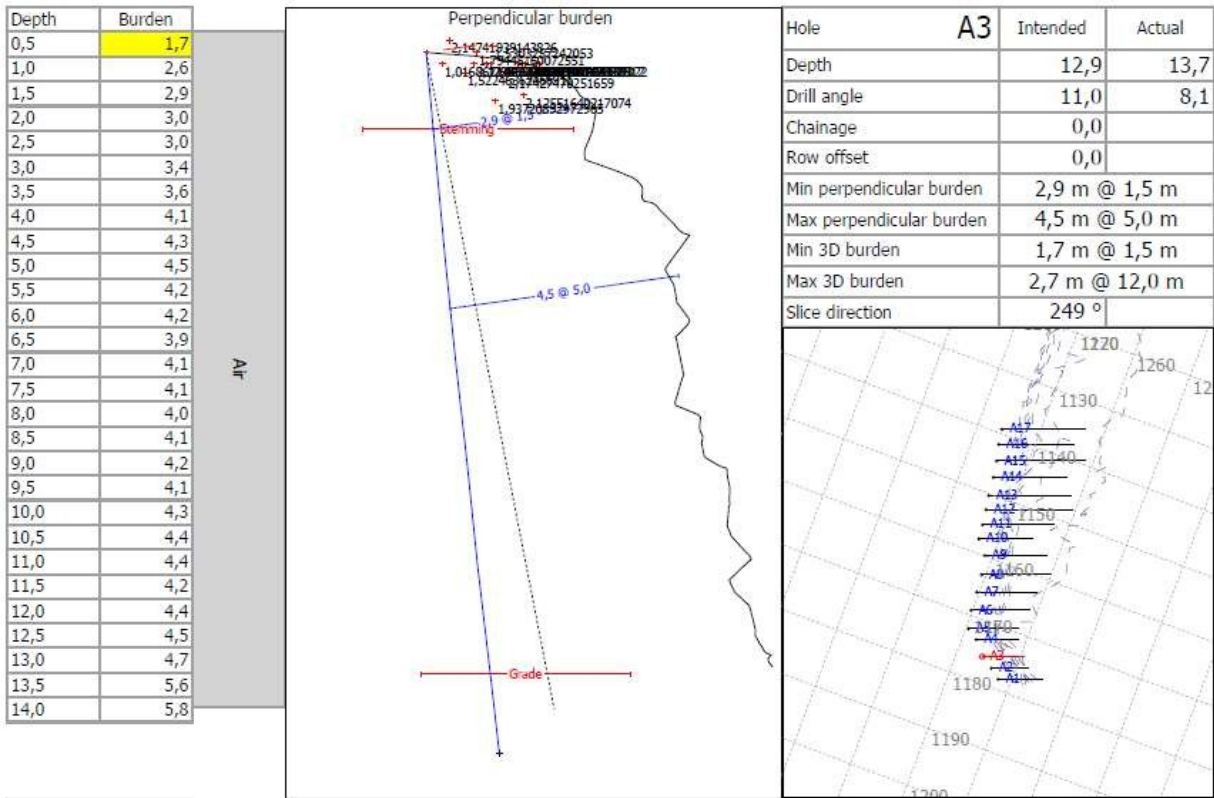 Depth Burden
0,5 1,7
1,0 2,6
1,5 2,9
2,0 3,0
2,5 3,0
3,0 3,4
3,5 3,6
4,0 4,1
4,5 4,3
5,0 4,5
5,5 4,2
6,0 4,2
6,5 3,9
7,0 4,1
7,5 4,1
8,0 4,0
8,5 4,1
9,0 4,2
9,5 4,1
10,0 4,3
10,5 4,4
11,0 4,4
11,5 4,2
12,0 4,4
12,5 4,5
13,0 4,7
13,5 5,6
14,0 5,8
Air
Perpendicular burden
2,9 @ 1,5
Stemming
4,5 @ 5,0
Grade
Hole A3 Intended Actual
Depth 12,9 13,7
Drill angle 11,0 8,1
Chainage 0,0
Row offset 0,0
Min perpendicular burden 2,9 m @ 1,5 m
Max perpendicular burden 4,5 m @ 5,0 m
Min 3D burden 1,7 m @ 1,5 m
Max 3D burden 2,7 m @ 12,0 m
Slice direction 249 °
1220
1260
12
1130
A17
A16
1140
A15
A14
A13
A12
1150
A11
A10
A9
1160
A8
A7
A6
A5
A4
A3
A2
1180
A1
1190
1200